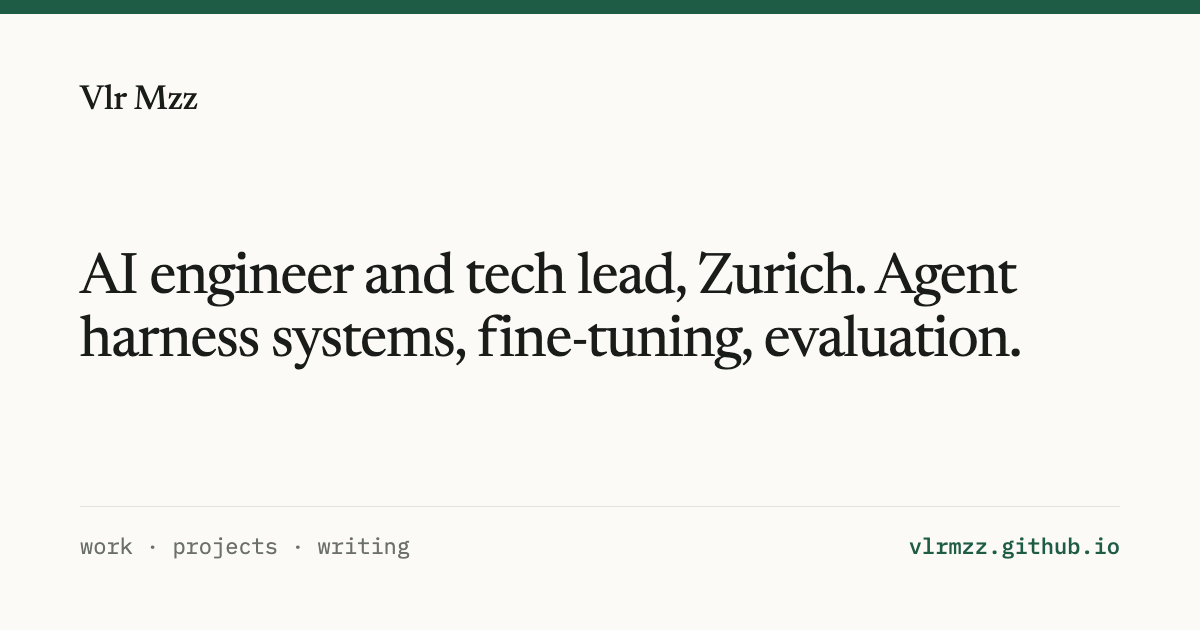 Vlr Mzz
AI engineer and tech lead, Zurich. Agent
harness systems, fine-tuning, evaluation.
work · projects · writing
vlrmzz.github.io